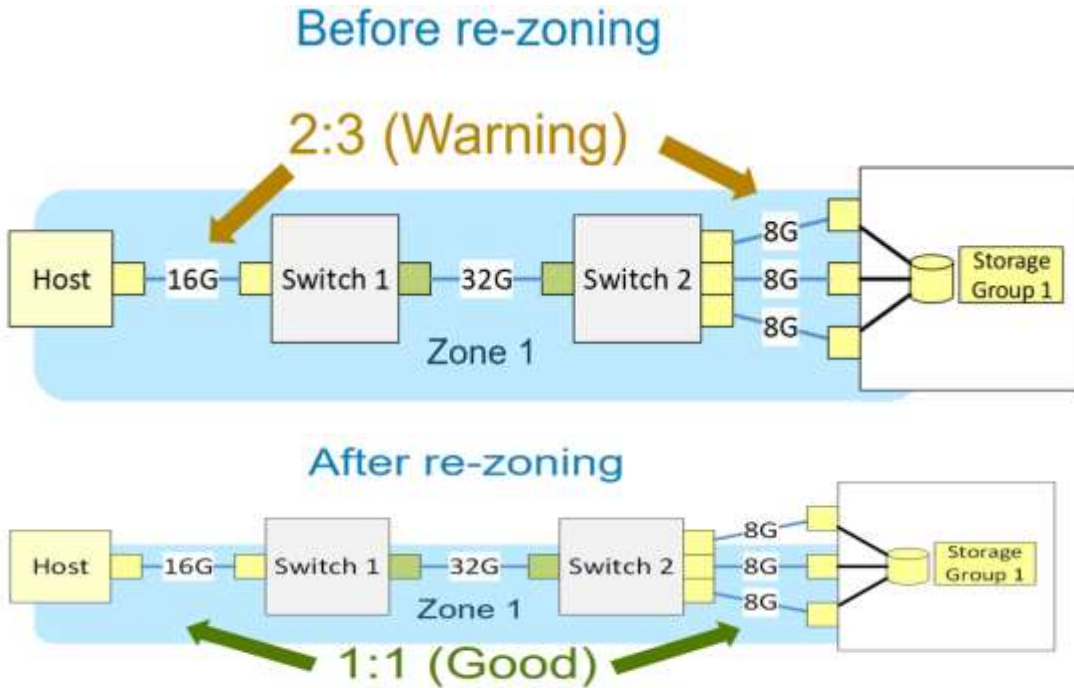 Before re-zoning
2:3 (Warning)
8G
Host
16G
Switch 1
32G
Switch 2
8G
Storage
Group 1
8G
Zone 1
After re-zoning
8G
Host
16G
Switch 1
32G
Switch 2
8G
Storage
Group 1
8G
Zone 1
1:1 (Good)